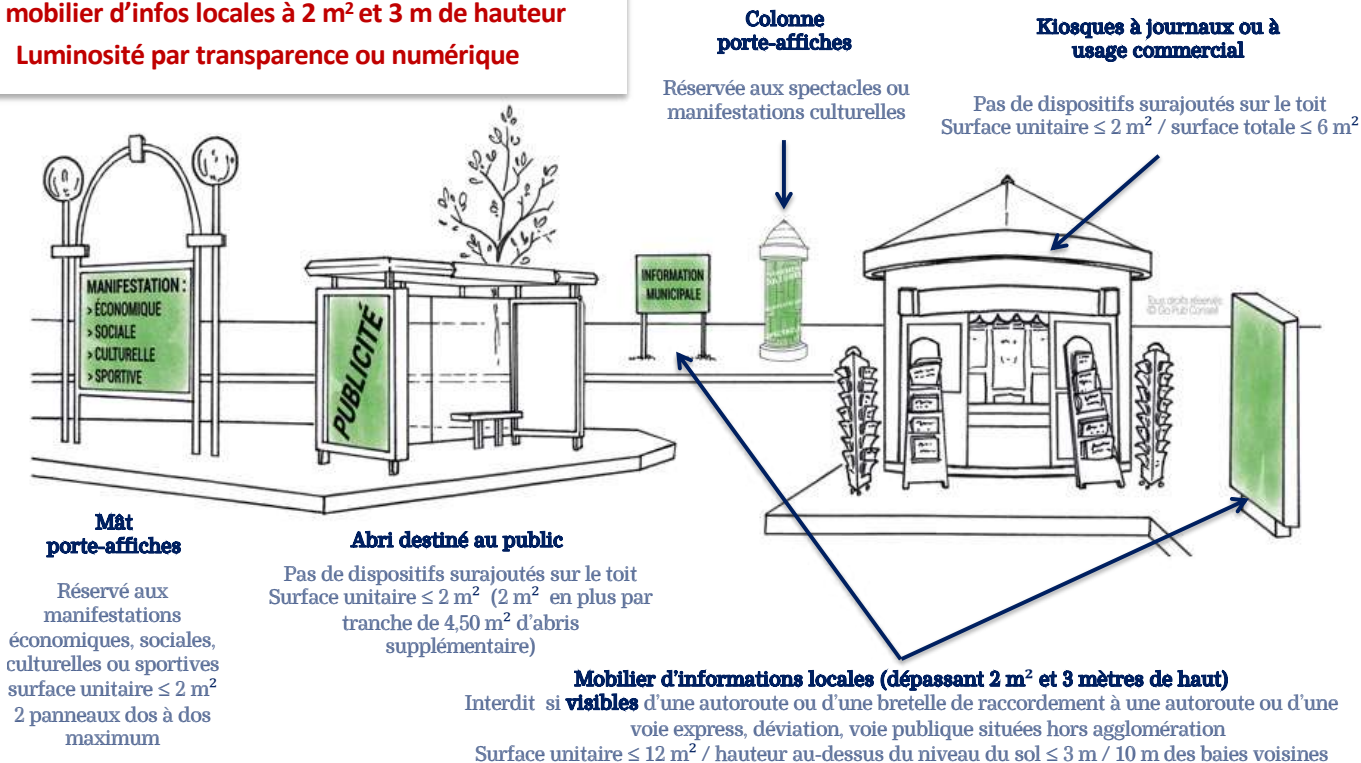 mobilier d'infos locales à 2 m² et 3 m de hauteur
Luminosité par transparence ou numérique
Colonne
porte-affiches
Réservée aux spectacles ou
manifestations culturelles
Kiosques à journaux ou à
usage commercial
Pas de dispositifs surajoutés sur le toit
Surface unitaire ≤ 2 m² / surface totale ≤ 6 m²
MANIFESTATION :
> ÉCONOMIQUE
> SOCIALE
> CULTURELLE
> SPORTIVE
PUBLICITÉ
INFORMATION
MUNICIPALE
Tous droits réservés
© Go Pub Conseil
Mât
porte-affiches
Réservé aux
manifestations
économiques, sociales,
culturelles ou sportives
surface unitaire ≤ 2 m²
2 panneaux dos à dos
maximum
Abri destiné au public
Pas de dispositifs surajoutés sur le toit
Surface unitaire ≤ 2 m² (2 m² en plus par
tranche de 4,50 m² d'abris
supplémentaire)
Mobilier d'informations locales (dépassant 2 m² et 3 mètres de haut)
Interdit si visibles d'une autoroute ou d'une bretelle de raccordement à une autoroute ou d'une
voie express, déviation, voie publique situées hors agglomération
Surface unitaire ≤ 12 m² / hauteur au-dessus du niveau du sol ≤ 3 m / 10 m des baies voisines